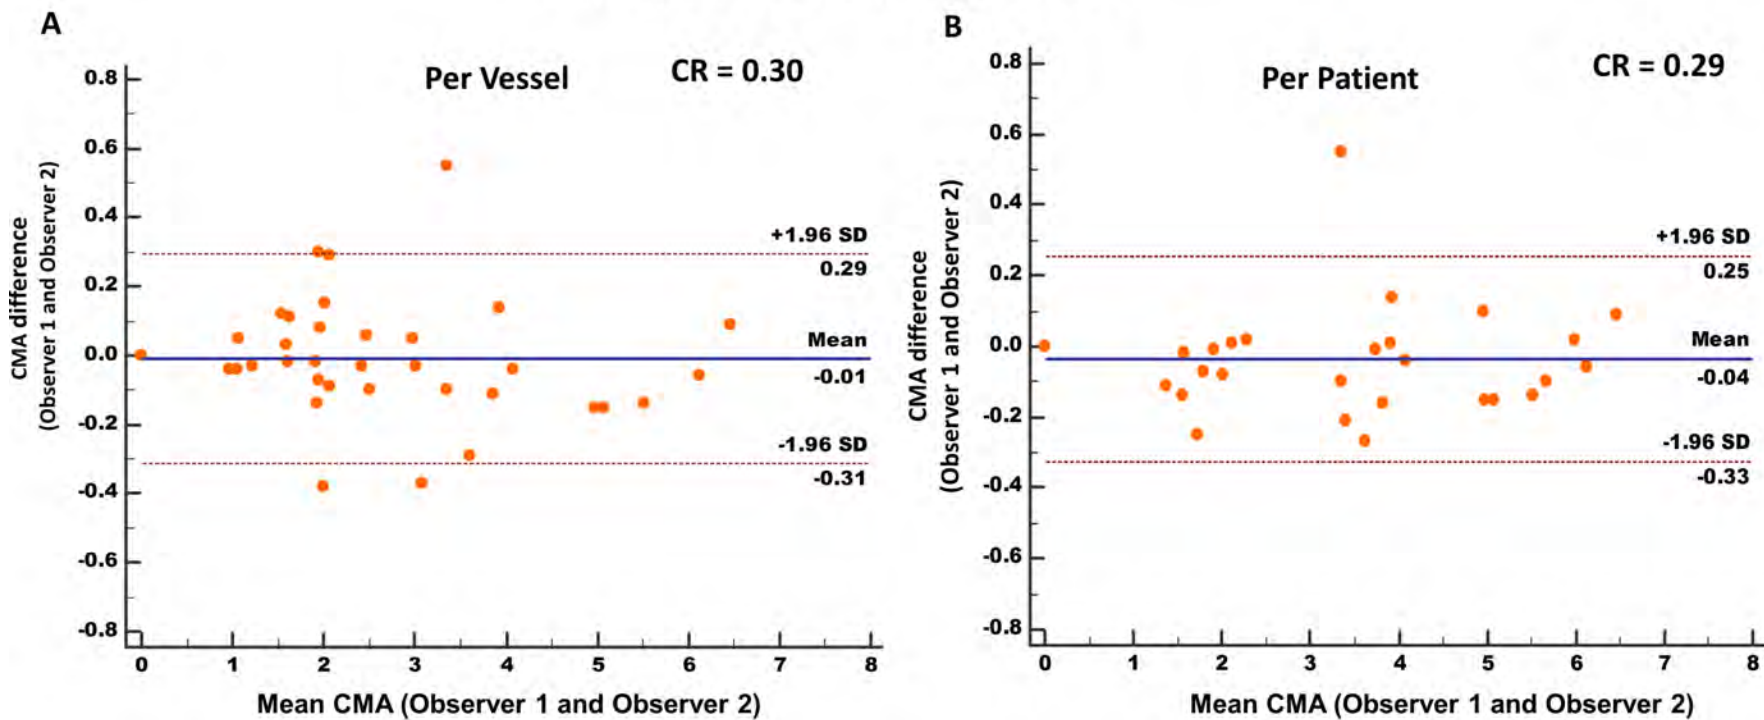 A
Per Vessel
CR = 0.30
CMA difference
(Observer 1 and Observer 2)
0.8
0.6
0.4
0.2
0.0
-0.2
-0.4
-0.6
-0.8
+1.96 SD
0.29
Mean
-0.01
-1.96 SD
-0.31
0 1 2 3 4 5 6 7 8
Mean CMA (Observer 1 and Observer 2)
B
Per Patient
CR = 0.29
CMA difference
(Observer 1 and Observer 2)
0.8
0.6
0.4
0.2
0.0
-0.2
-0.4
-0.6
-0.8
+1.96 SD
0.25
Mean
-0.04
-1.96 SD
-0.33
0 1 2 3 4 5 6 7 8
Mean CMA (Observer 1 and Observer 2)